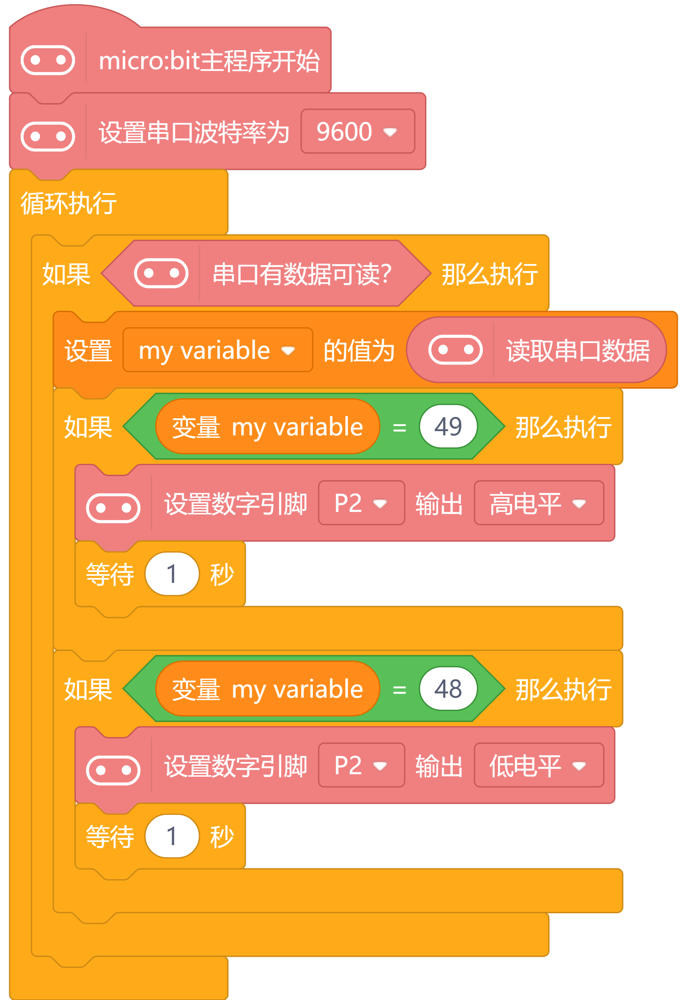 micro:bit主程序开始
设置串口波特率为 9600
循环执行
如果 串口有数据可读? 那么执行
设置 my variable 的值为 读取串口数据
如果 变量 my variable = 49 那么执行
设置数字引脚 P2 输出 高电平
等待 1 秒
如果 变量 my variable = 48 那么执行
设置数字引脚 P2 输出 低电平
等待 1 秒